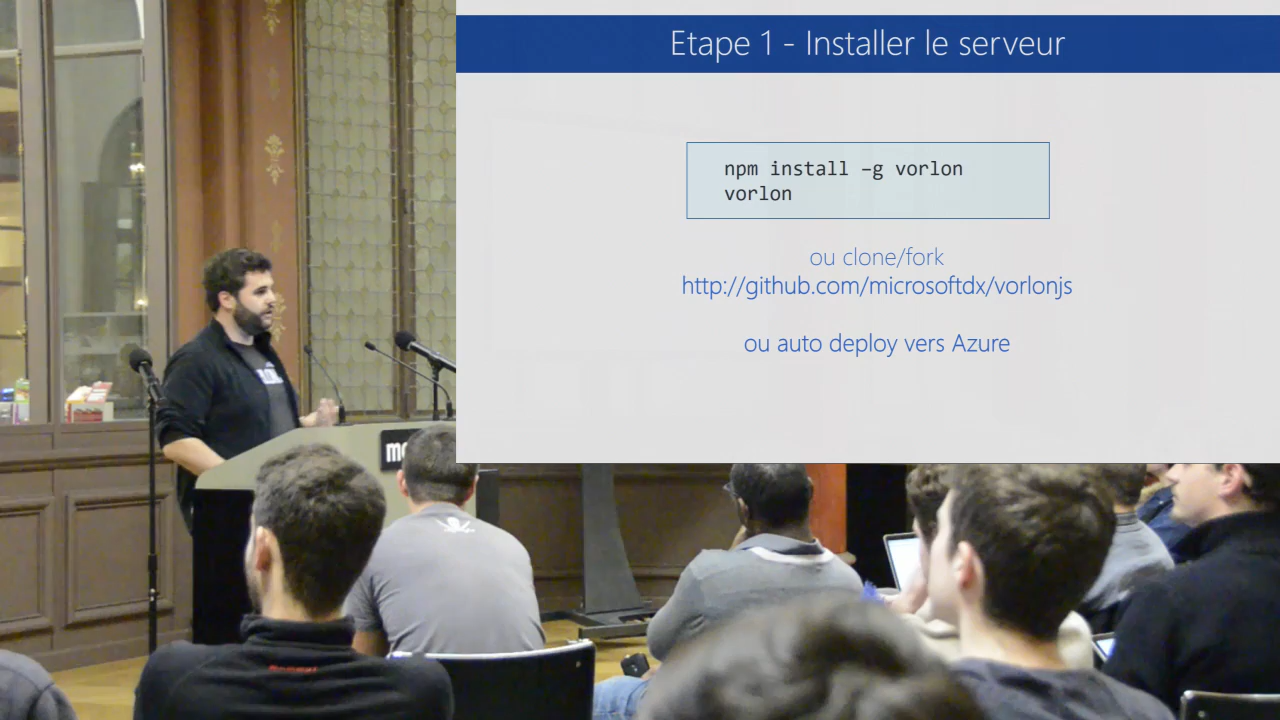 Etape 1 - Installer le serveur
npm install –g vorlon
vorlon
ou clone/fork
http://github.com/microsoftdx/vorlonjs
ou auto deploy vers Azure